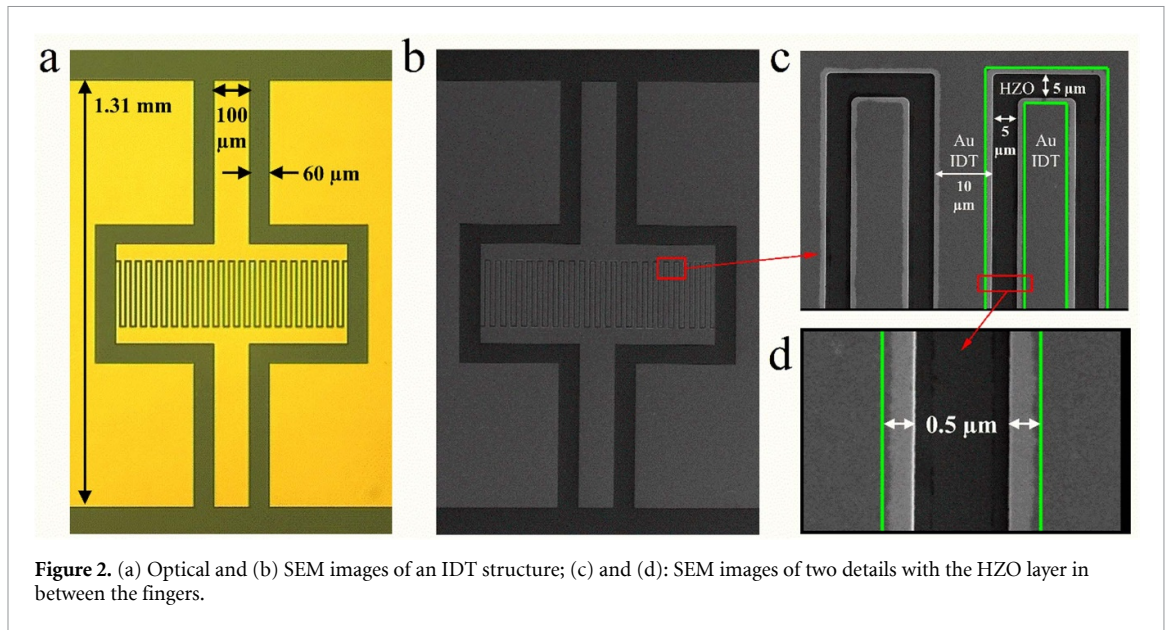 a
1.31 mm
100
µm
60 µm
b
c
HZO
5 µm
5
µm
Au
IDT
Au
IDT
10
µm
d
0.5 µm
Figure 2. (a) Optical and (b) SEM images of an IDT structure; (c) and (d): SEM images of two details with the HZO layer in
between the fingers.